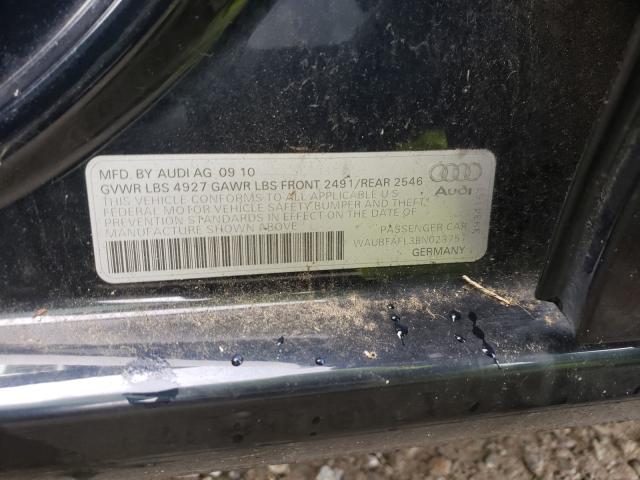 MFD. BY AUDI AG 09 10
GVWR LBS 4927 GAWR LBS FRONT 2491/REAR 2546
THIS VEHICLE CONFORMS TO ALL APPLICABLE U.S
FEDERAL MOTOR VEHICLE SAFETY BUMPER AND THEFT
PREVENTION STANDARDS IN EFFECT ON THE DATE OF
MANUFACTURE SHOWN ABOVE
Audi
PASSENGER CAR
WAUBFAFL3BN023757
GERMANY